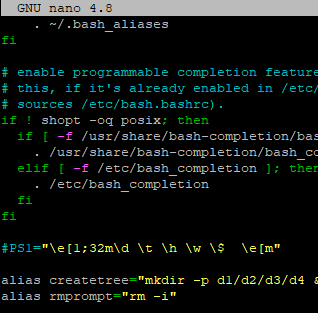 GNU nano 4.8
. ~/.bash_aliases
fi
# enable programmable completion feature
# this, if it's already enabled in /etc/
# sources /etc/bash.bashrc).
if ! shopt -oq posix; then
if [ -f /usr/share/bash-completion/bas
. /usr/share/bash-completion/bash_co
elif [ -f /etc/bash_completion ]; then
. /etc/bash_completion
fi
fi
#PS1="\e[1;32m\d \t \h \w \$ \e[m"
alias createtree="mkdir -p d1/d2/d3/d4 &
alias rmprompt="rm -i"